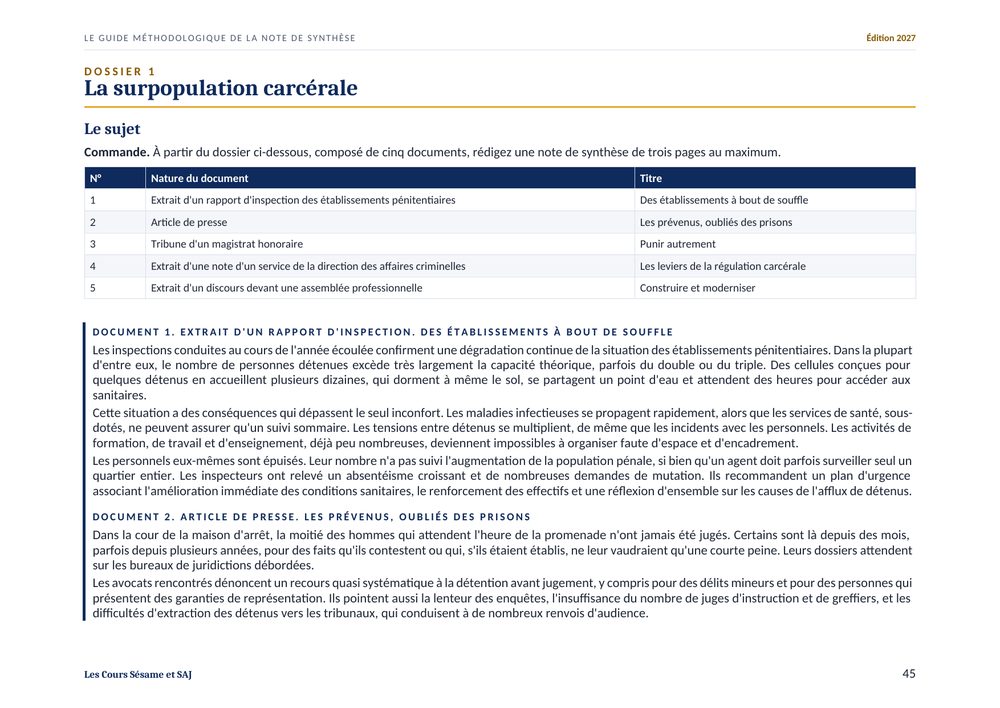 LE GUIDE MÉTHODOLOGIQUE DE LA NOTE DE SYNTHÈSE
Édition 2027
DOSSIER 1
La surpopulation carcérale
Le sujet
Commande. À partir du dossier ci-dessous, composé de cinq documents, rédigez une note de synthèse de trois pages au maximum.
N° Nature du document Titre
1 Extrait d'un rapport d'inspection des établissements pénitentiaires Des établissements à bout de souffle
2 Article de presse Les prévenus, oubliés des prisons
3 Tribune d'un magistrat honoraire Punir autrement
4 Extrait d'une note d'un service de la direction des affaires criminelles Les leviers de la régulation carcérale
5 Extrait d'un discours devant une assemblée professionnelle Construire et moderniser
DOCUMENT 1. EXTRAIT D'UN RAPPORT D'INSPECTION. DES ÉTABLISSEMENTS À BOUT DE SOUFFLE
Les inspections conduites au cours de l'année écoulée confirment une dégradation continue de la situation des établissements pénitentiaires. Dans la plupart
d'entre eux, le nombre de personnes détenues excède très largement la capacité théorique, parfois du double ou du triple. Des cellules conçues pour
quelques détenus en accueillent plusieurs dizaines, qui dorment à même le sol, se partagent un point d'eau et attendent des heures pour accéder aux
sanitaires.
Cette situation a des conséquences qui dépassent le seul inconfort. Les maladies infectieuses se propagent rapidement, alors que les services de santé, sous-
dotés, ne peuvent assurer qu'un suivi sommaire. Les tensions entre détenus se multiplient, de même que les incidents avec les personnels. Les activités de
formation, de travail et d'enseignement, déjà peu nombreuses, deviennent impossibles à organiser faute d'espace et d'encadrement.
Les personnels eux-mêmes sont épuisés. Leur nombre n'a pas suivi l'augmentation de la population pénale, si bien qu'un agent doit parfois surveiller seul un
quartier entier. Les inspecteurs ont relevé un absentéisme croissant et de nombreuses demandes de mutation. Ils recommandent un plan d'urgence
associant l'amélioration immédiate des conditions sanitaires, le renforcement des effectifs et une réflexion d'ensemble sur les causes de l'afflux de détenus.
DOCUMENT 2. ARTICLE DE PRESSE. LES PRÉVENUS, OUBLIÉS DES PRISONS
Dans la cour de la maison d'arrêt, la moitié des hommes qui attendent l'heure de la promenade n'ont jamais été jugés. Certains sont là depuis des mois,
parfois depuis plusieurs années, pour des faits qu'ils contestent ou qui, s'ils étaient établis, ne leur vaudraient qu'une courte peine. Leurs dossiers attendent
sur les bureaux de juridictions débordées.
Les avocats rencontrés dénoncent un recours quasi systématique à la détention avant jugement, y compris pour des délits mineurs et pour des personnes qui
présentent des garanties de représentation. Ils pointent aussi la lenteur des enquêtes, l'insuffisance du nombre de juges d'instruction et de greffiers, et les
difficultés d'extraction des détenus vers les tribunaux, qui conduisent à de nombreux renvois d'audience.
Les Cours Sésame et SAJ
45